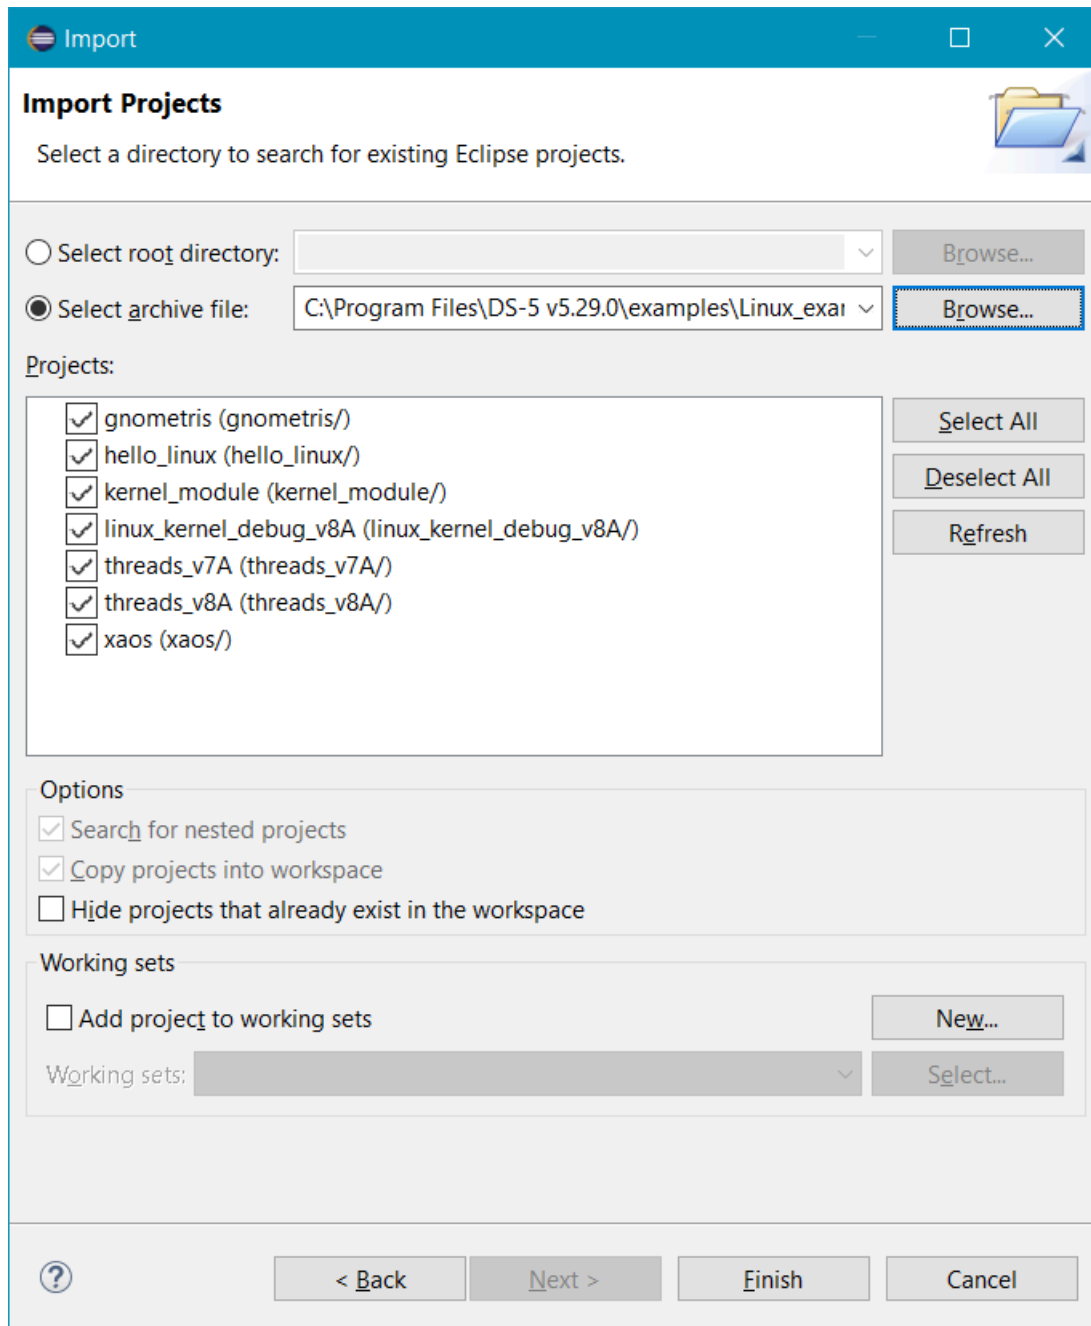 Import
Import Projects
Select a directory to search for existing Eclipse projects.
Select root directory:
Browse...
Select archive file:
C:\Program Files\DS-5 v5.29.0\examples\Linux_exar
Browse...
Projects:
gnometris (gnometris/)
hello_linux (hello_linux/)
kernel_module (kernel_module/)
linux_kernel_debug_v8A (linux_kernel_debug_v8A/)
threads_v7A (threads_v7A/)
threads_v8A (threads_v8A/)
xaos (xaos/)
Select All
Deselect All
Refresh
Options
Search for nested projects
Copy projects into workspace
Hide projects that already exist in the workspace
Working sets
Add project to working sets
New...
Working sets:
Select...
?
< Back
Next >
Finish
Cancel